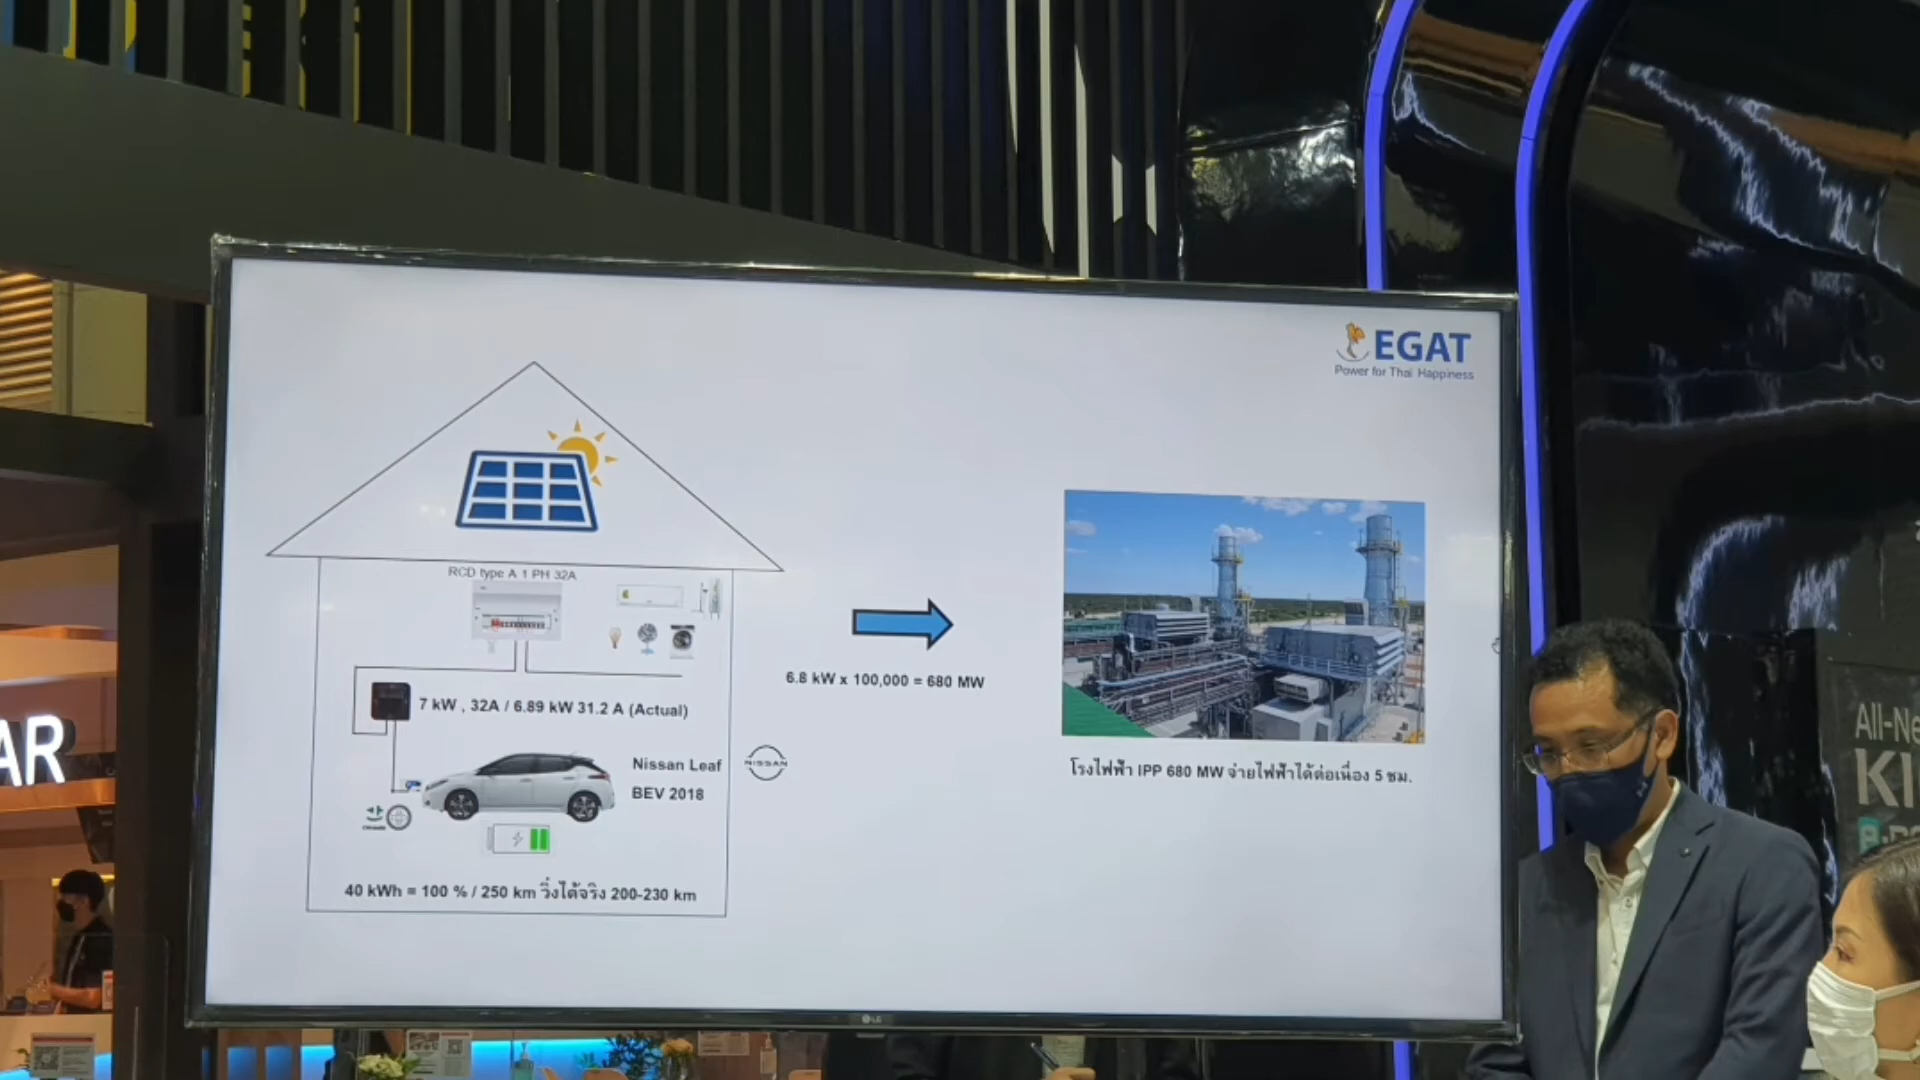 EGAT
Power for Thai Happiness
RCD type A 1 PH 32A
7 kW , 32A / 6.89 kW 31.2 A (Actual)
Nissan Leaf
BEV 2018
NISSAN
40 kWh = 100 % / 250 km วิ่งได้จริง 200-230 km
6.8 kW x 100,000 = 680 MW
โรงไฟฟ้า IPP 680 MW จ่ายไฟฟ้าได้ต่อเนื่อง 5 ชม.
LG
AR
All-Ne
KI